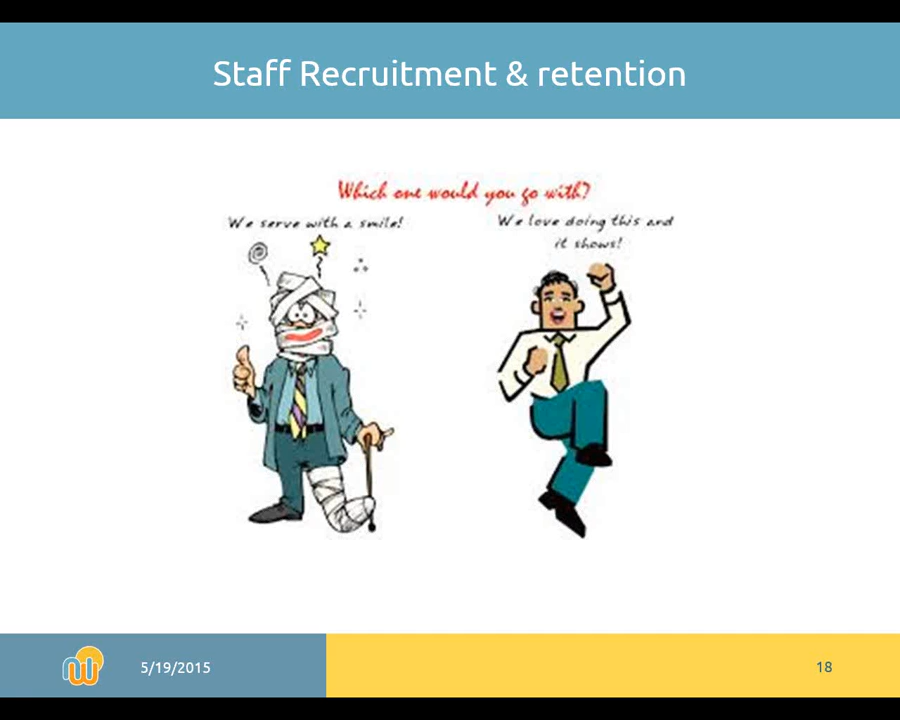 Staff Recruitment & retention
Which one would you go with?
We serve with a smile!
We love doing this and
it shows!
5/19/2015
18